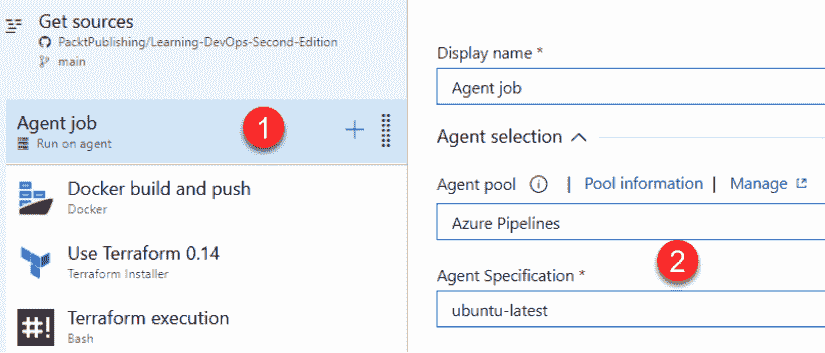 Get sources
PacktPublishing/Learning-DevOps-Second-Edition
main
Agent job
Run on agent
1
Docker build and push
Docker
Use Terraform 0.14
Terraform Installer
#!
Terraform execution
Bash
Display name *
Agent job
Agent selection
Agent pool | Pool information | Manage
Azure Pipelines
2
Agent Specification *
ubuntu-latest